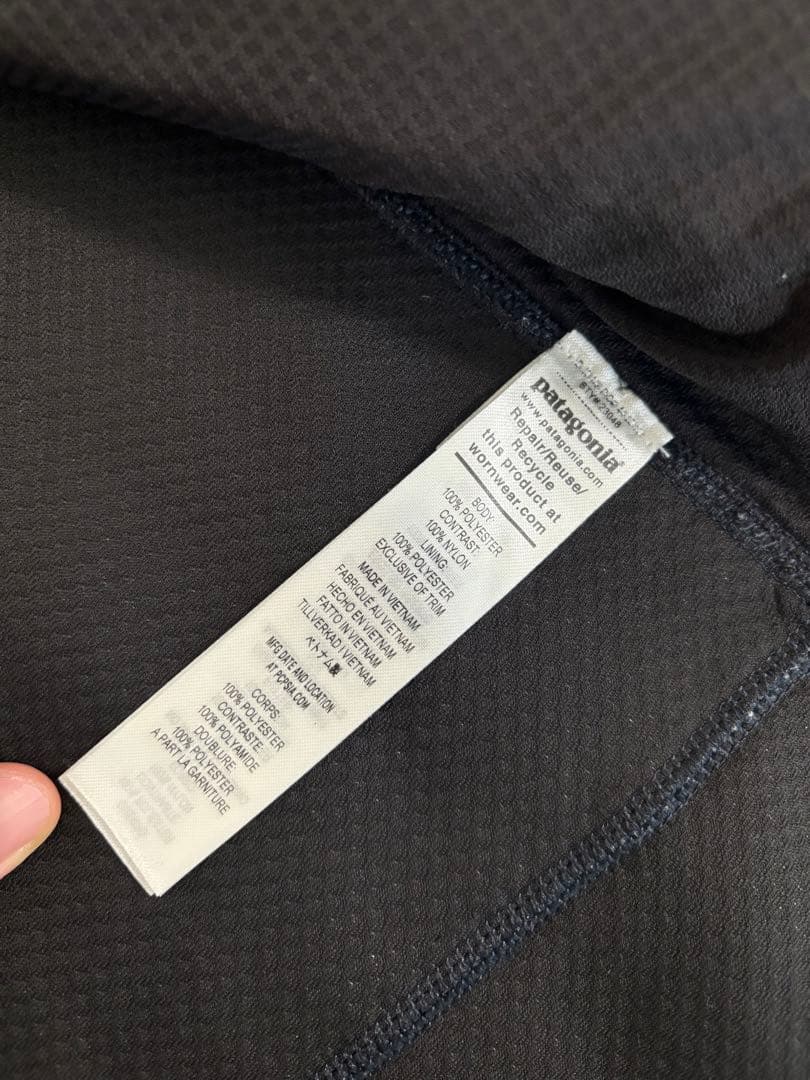 patagonia®
www.patagonia.com
Repair/Reuse/
Recycle
this product at
wornwear.com
BODY:
100% POLYESTER
CONTRAST:
100% NYLON
LINING:
100% POLYESTER
EXCLUSIVE OF TRIM
MADE IN VIETNAM
FABRIQUÉ AU VIETNAM
HECHO EN VIETNAM
FATTO IN VIETNAM
TILLVERKAD I VIETNAM
ベトナム製
MFG DATE AND LOCATION
AT PCPSIA.COM
CORPS:
100% POLYESTER
CONTRASTE:
100% POLYAMIDE
DOUBLURE:
100% POLYESTER
A PART LA GARNITURE